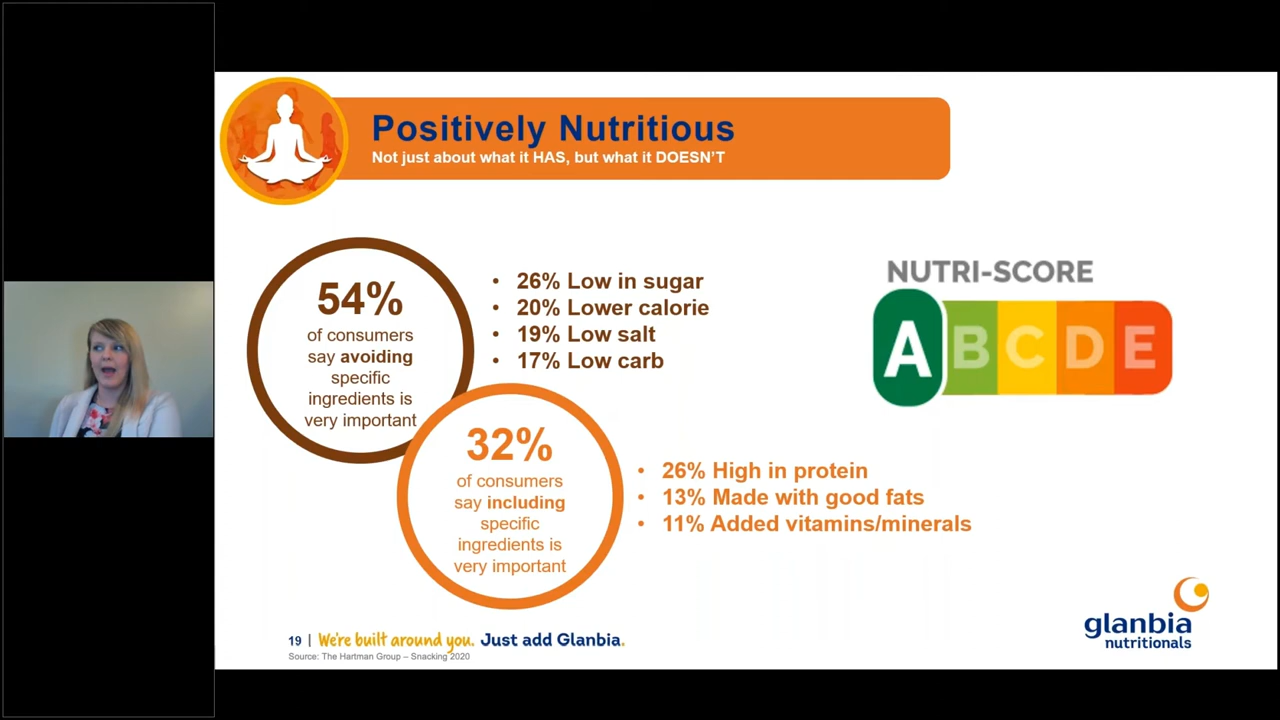 Positively Nutritious
Not just about what it HAS, but what it DOESN'T
54%
of consumers
say avoiding
specific
ingredients is
very important
• 26% Low in sugar
• 20% Lower calorie
• 19% Low salt
• 17% Low carb
NUTRI-SCORE
A B C D E
32%
of consumers
say including
specific
ingredients is
very important
• 26% High in protein
• 13% Made with good fats
• 11% Added vitamins/minerals
19 | We're built around you. Just add Glanbia.
Source: The Hartman Group – Snacking 2020
glanbia
nutritionals